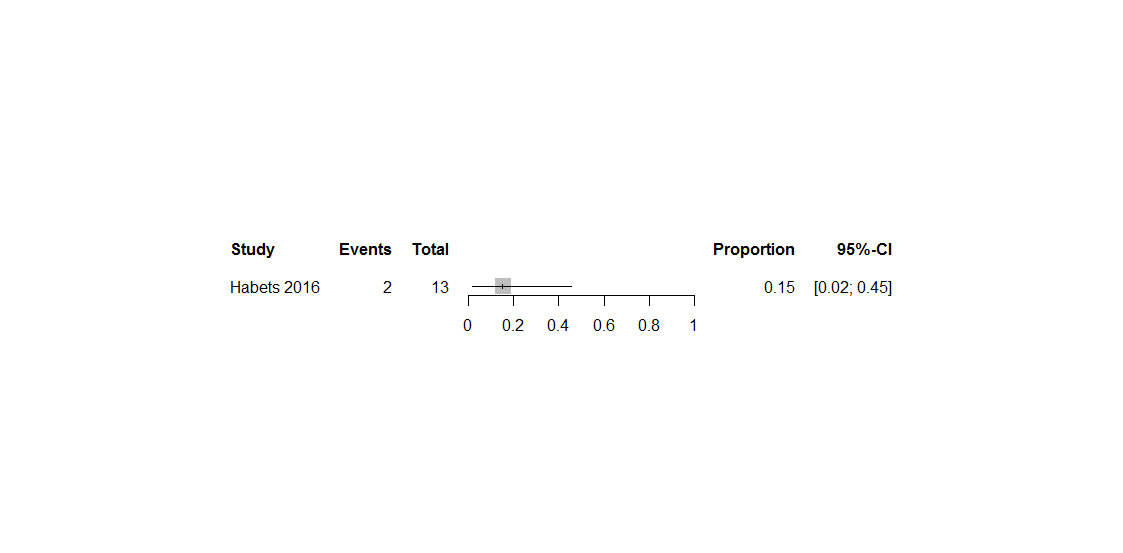 Study Events Total Proportion 95%-CI
Habets 2016 2 13 0.15 [0.02; 0.45]
0 0.2 0.4 0.6 0.8 1